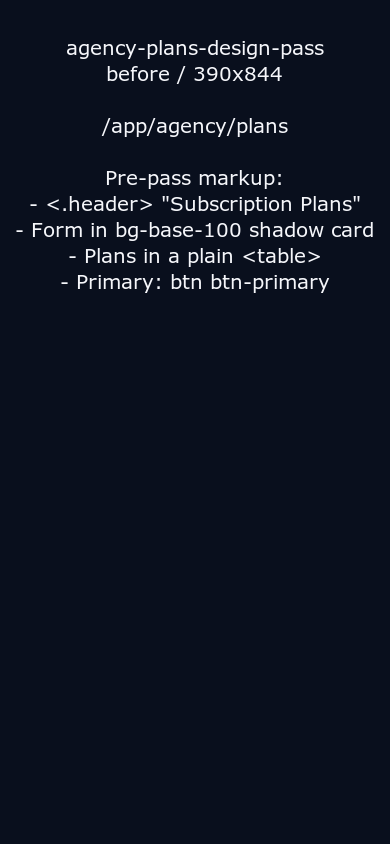 agency-plans-design-pass
before / 390x844
/app/agency/plans
Pre-pass markup:
- <.header> "Subscription Plans"
- Form in bg-base-100 shadow card
- Plans in a plain <table>
- Primary: btn btn-primary